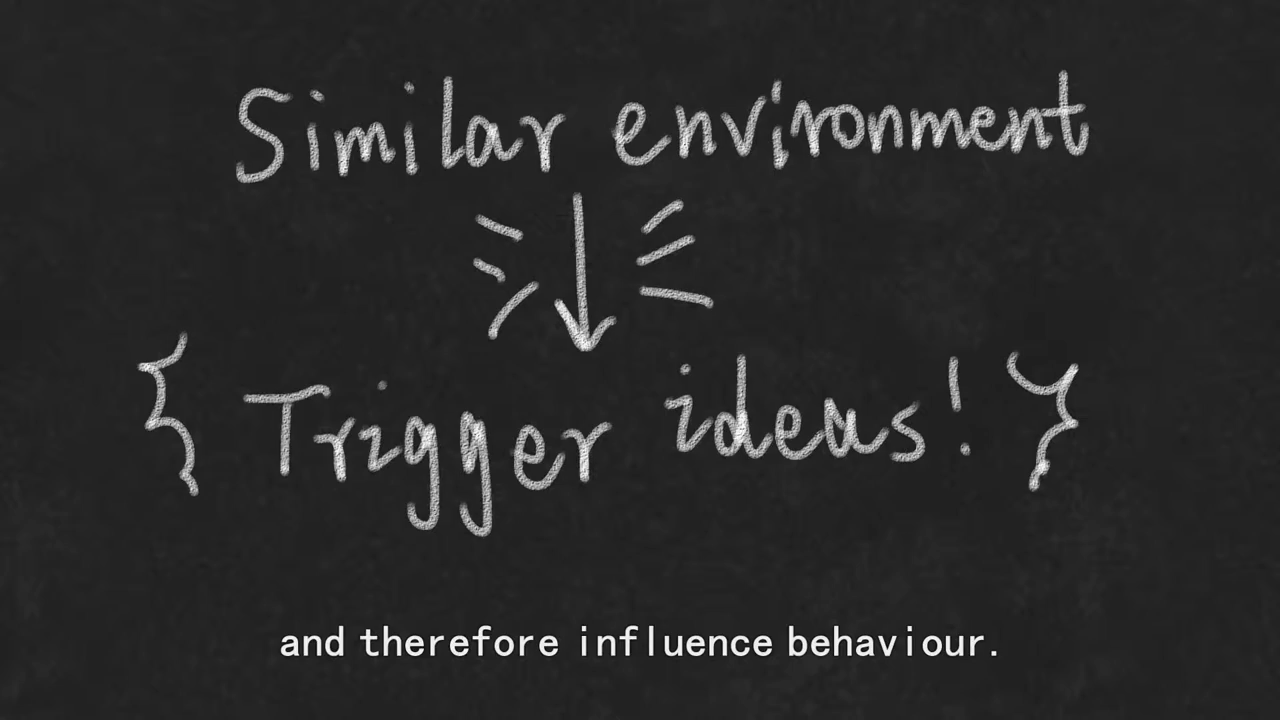 Similar environment
{ Trigger ideas! }
and therefore influence behaviour.